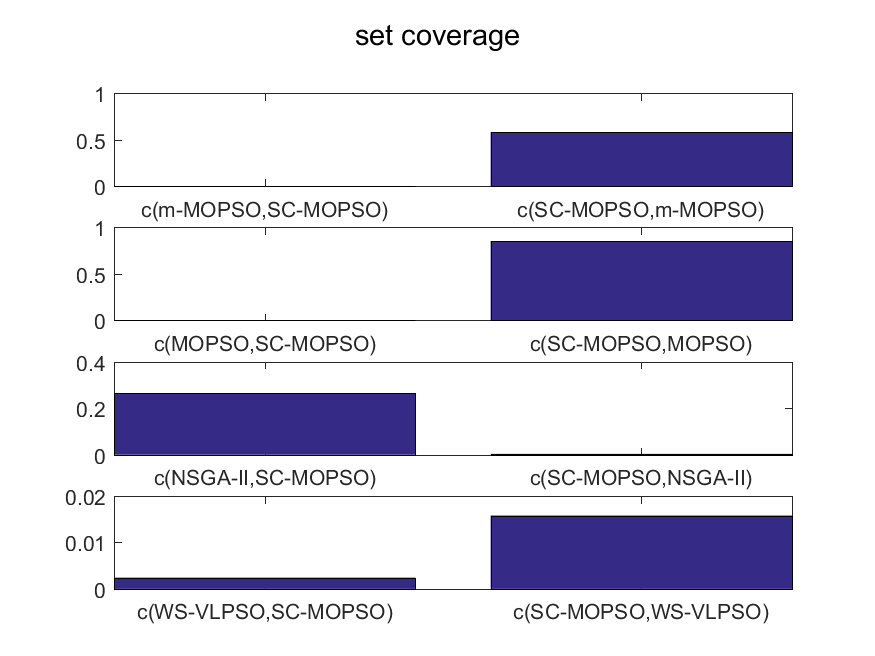 set coverage
1
0.5
0
c(m-MOPSO,SC-MOPSO) c(SC-MOPSO,m-MOPSO)
1
0.5
0
c(MOPSO,SC-MOPSO) c(SC-MOPSO,MOPSO)
0.4
0.2
0
c(NSGA-II,SC-MOPSO) c(SC-MOPSO,NSGA-II)
0.02
0.01
0
c(WS-VLPSO,SC-MOPSO) c(SC-MOPSO,WS-VLPSO)